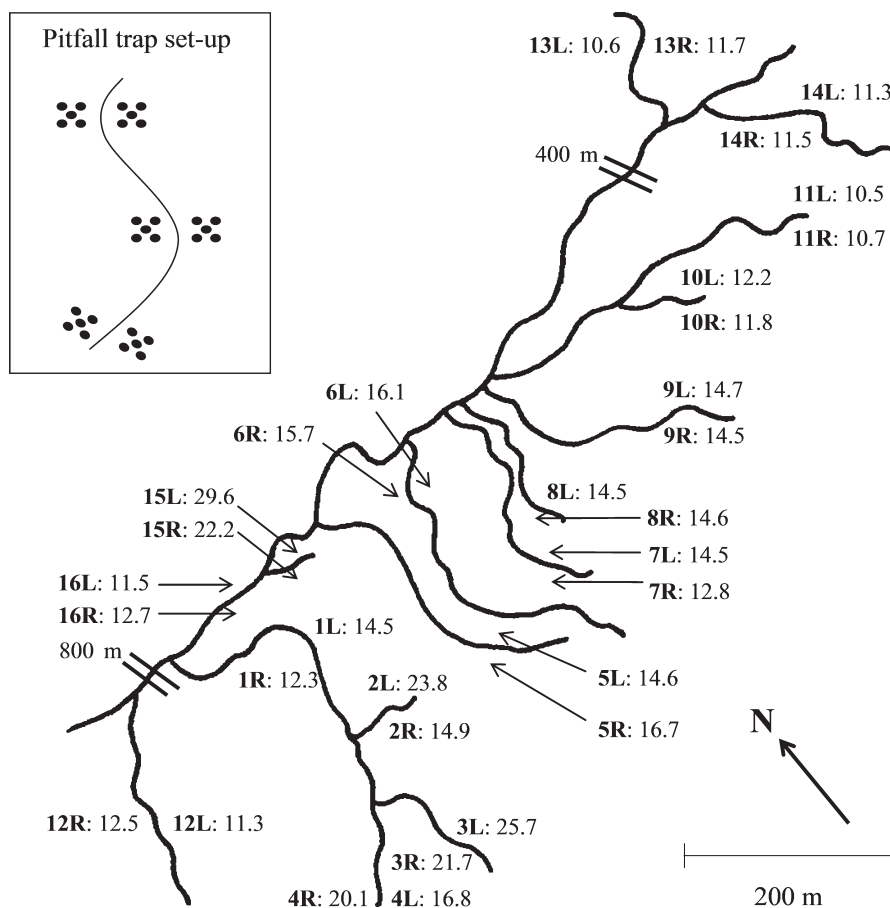 Pitfall trap set-up
13L: 10.6
13R: 11.7
14L: 11.3
14R: 11.5
400 m
11L: 10.5
11R: 10.7
10L: 12.2
10R: 11.8
6L: 16.1
9L: 14.7
6R: 15.7
9R: 14.5
15L: 29.6
8L: 14.5
8R: 14.6
15R: 22.2
7L: 14.5
16L: 11.5
7R: 12.8
16R: 12.7
1L: 14.5
800 m
1R: 12.3
2L: 23.8
5L: 14.6
2R: 14.9
5R: 16.7
N
12R: 12.5
12L: 11.3
3L: 25.7
3R: 21.7
4R: 20.1
4L: 16.8
200 m